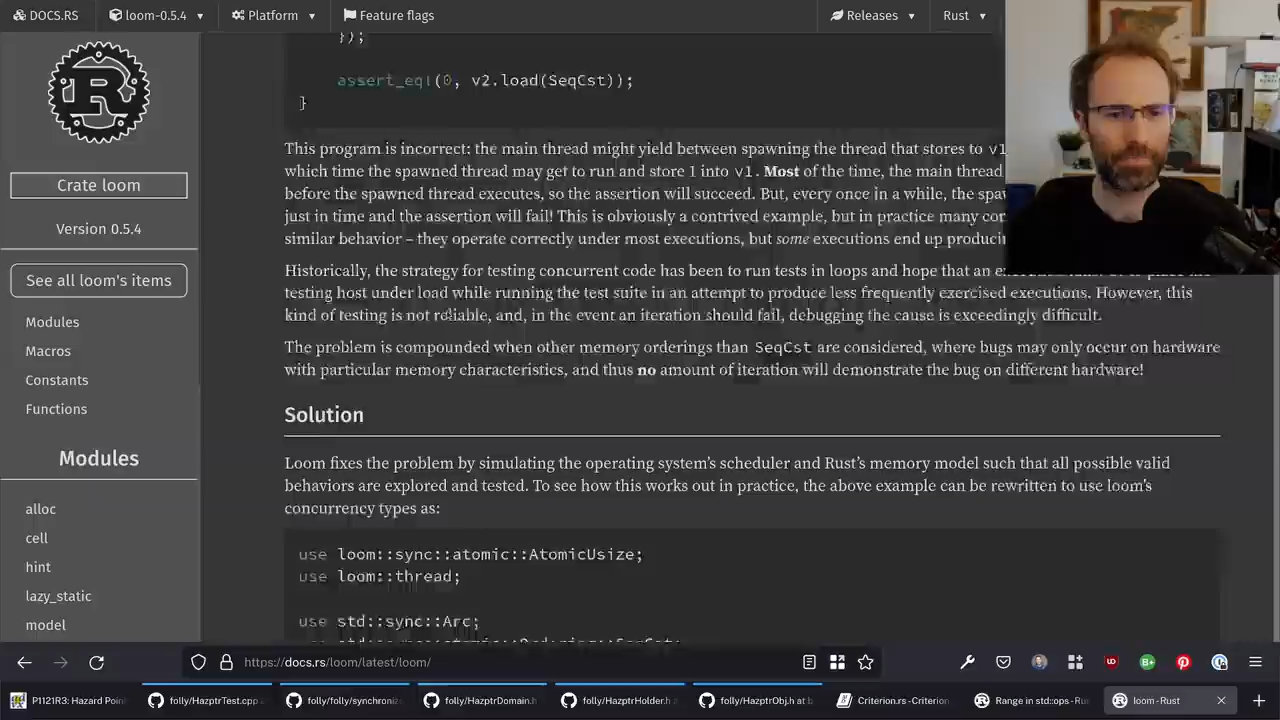 DOCS.RS loom-0.5.4 Platform Feature flags Releases Rust
});
assert_eq!(0, v2.load(SeqCst));
}
This program is incorrect: the main thread might yield between spawning the thread that stores to v1
which time the spawned thread may get to run and store 1 into v1. Most of the time, the main thread
before the spawned thread executes, so the assertion will succeed. But, every once in a while, the
just in time and the assertion will fail! This is obviously a contrived example, but in practice many
similar behavior – they operate correctly under most executions, but some executions end up
Historically, the strategy for testing concurrent code has been to run tests in loops and hope that an
testing host under load while running the test suite in an attempt to produce less frequently exercised executions. However, this
kind of testing is not reliable, and, in the event an iteration should fail, debugging the cause is exceedingly difficult.
The problem is compounded when other memory orderings than SeqCst are considered, where bugs may only occur on hardware
with particular memory characteristics, and thus no amount of iteration will demonstrate the bug on different hardware!
Solution
Loom fixes the problem by simulating the operating system's scheduler and Rust's memory model such that all possible valid
behaviors are explored and tested. To see how this works out in practice, the above example can be rewritten to use loom's
concurrency types as:
use loom::sync::atomic::AtomicUsize;
use loom::thread;
use std::sync::Arc;
Crate loom
Version 0.5.4
See all loom's items
Modules
Macros
Constants
Functions
Modules
alloc
cell
hint
lazy_static
model
https://docs.rs/loom/latest/loom/
P1121R3: Hazard Poin folly/HazptrTest.cpp folly/folly/synchroniz folly/HazptrDomain.h folly/HazptrHolder.h a folly/HazptrObj.h at m Criterion.rs - Criterion Range in std::ops - Rus loom - Rust